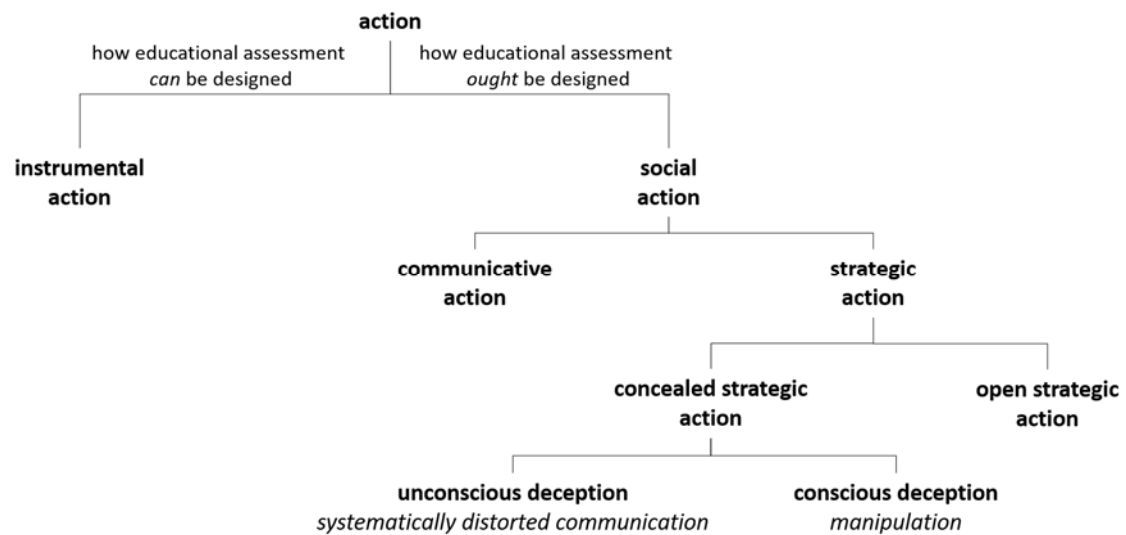 action
how educational assessment
can be designed
how educational assessment
ought be designed
instrumental
action
social
action
communicative
action
strategic
action
concealed strategic
action
open strategic
action
unconscious deception
systematically distorted communication
conscious deception
manipulation